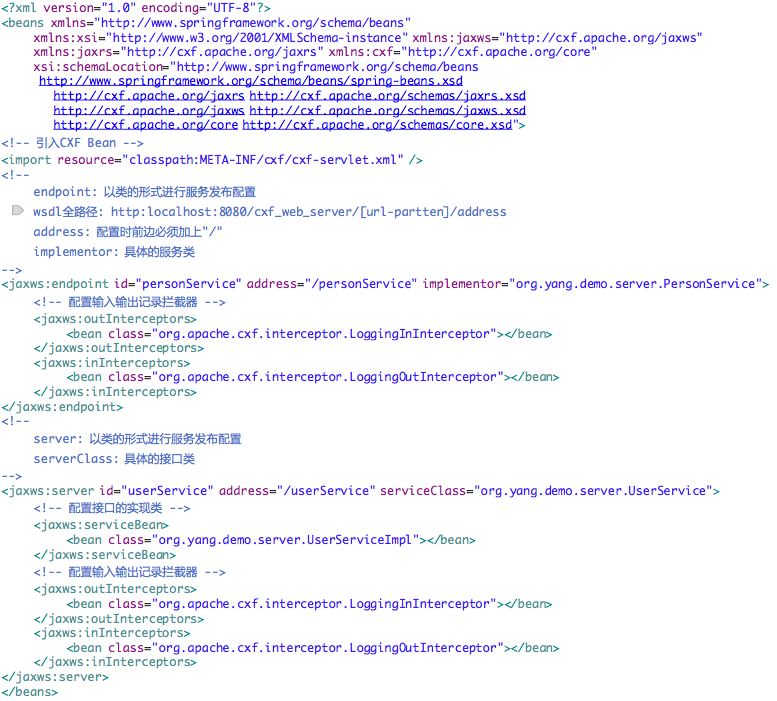 <?xml version="1.0" encoding="UTF-8"?>
<beans xmlns="http://www.springframework.org/schema/beans"
xmlns:xsi="http://www.w3.org/2001/XMLSchema-instance" xmlns:jaxws="http://cxf.apache.org/jaxws"
xmlns:jaxrs="http://cxf.apache.org/jaxrs" xmlns:cxf="http://cxf.apache.org/core"
xsi:schemaLocation="http://www.springframework.org/schema/beans
http://www.springframework.org/schema/beans/spring-beans.xsd
http://cxf.apache.org/jaxrs http://cxf.apache.org/schemas/jaxrs.xsd
http://cxf.apache.org/jaxws http://cxf.apache.org/schemas/jaxws.xsd
http://cxf.apache.org/core http://cxf.apache.org/schemas/core.xsd">
<!-- 引入CXF Bean -->
<import resource="classpath:META-INF/cxf/cxf-servlet.xml" />
<!--
endpoint: 以类的形式进行服务发布配置
wsdl全路径: http:localhost:8080/cxf_web_server/[url-partten]/address
address: 配置时前边必须加上"/"
implementor: 具体的服务类
-->
<jaxws:endpoint id="personService" address="/personService" implementor="org.yang.demo.server.PersonService">
<!-- 配置输入输出记录拦截器 -->
<jaxws:outInterceptors>
<bean class="org.apache.cxf.interceptor.LoggingInInterceptor"></bean>
</jaxws:outInterceptors>
<jaxws:inInterceptors>
<bean class="org.apache.cxf.interceptor.LoggingOutInterceptor"></bean>
</jaxws:inInterceptors>
</jaxws:endpoint>
<!--
server: 以类的形式进行服务发布配置
serverClass: 具体的接口类
-->
<jaxws:server id="userService" address="/userService" serviceClass="org.yang.demo.server.UserService">
<!-- 配置接口的实现类 -->
<jaxws:serviceBean>
<bean class="org.yang.demo.server.UserServiceImpl"></bean>
</jaxws:serviceBean>
<!-- 配置输入输出记录拦截器 -->
<jaxws:outInterceptors>
<bean class="org.apache.cxf.interceptor.LoggingInInterceptor"></bean>
</jaxws:outInterceptors>
<jaxws:inInterceptors>
<bean class="org.apache.cxf.interceptor.LoggingOutInterceptor"></bean>
</jaxws:inInterceptors>
</jaxws:server>
</beans>